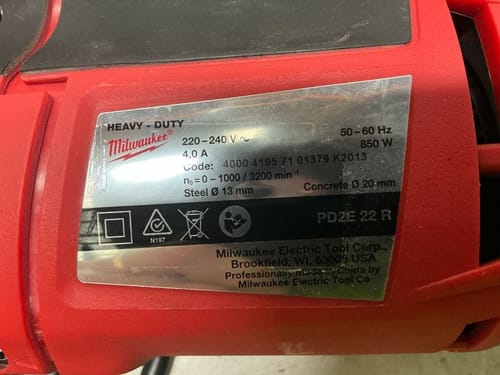 HEAVY - DUTY
Milwaukee®
220-240 V ~ 50-60 Hz
4,0 A 850 W
Code: 4000 4195 71 01379 K2013
n₀ = 0 - 1000 / 3200 min⁻¹
Steel Ø 13 mm Concrete Ø 20 mm
N187
PD2E 22 R
Milwaukee Electric Tool Corp.,
Brookfield, WI, 53005 USA
Professionally made in China by
Milwaukee Electric Tool Co